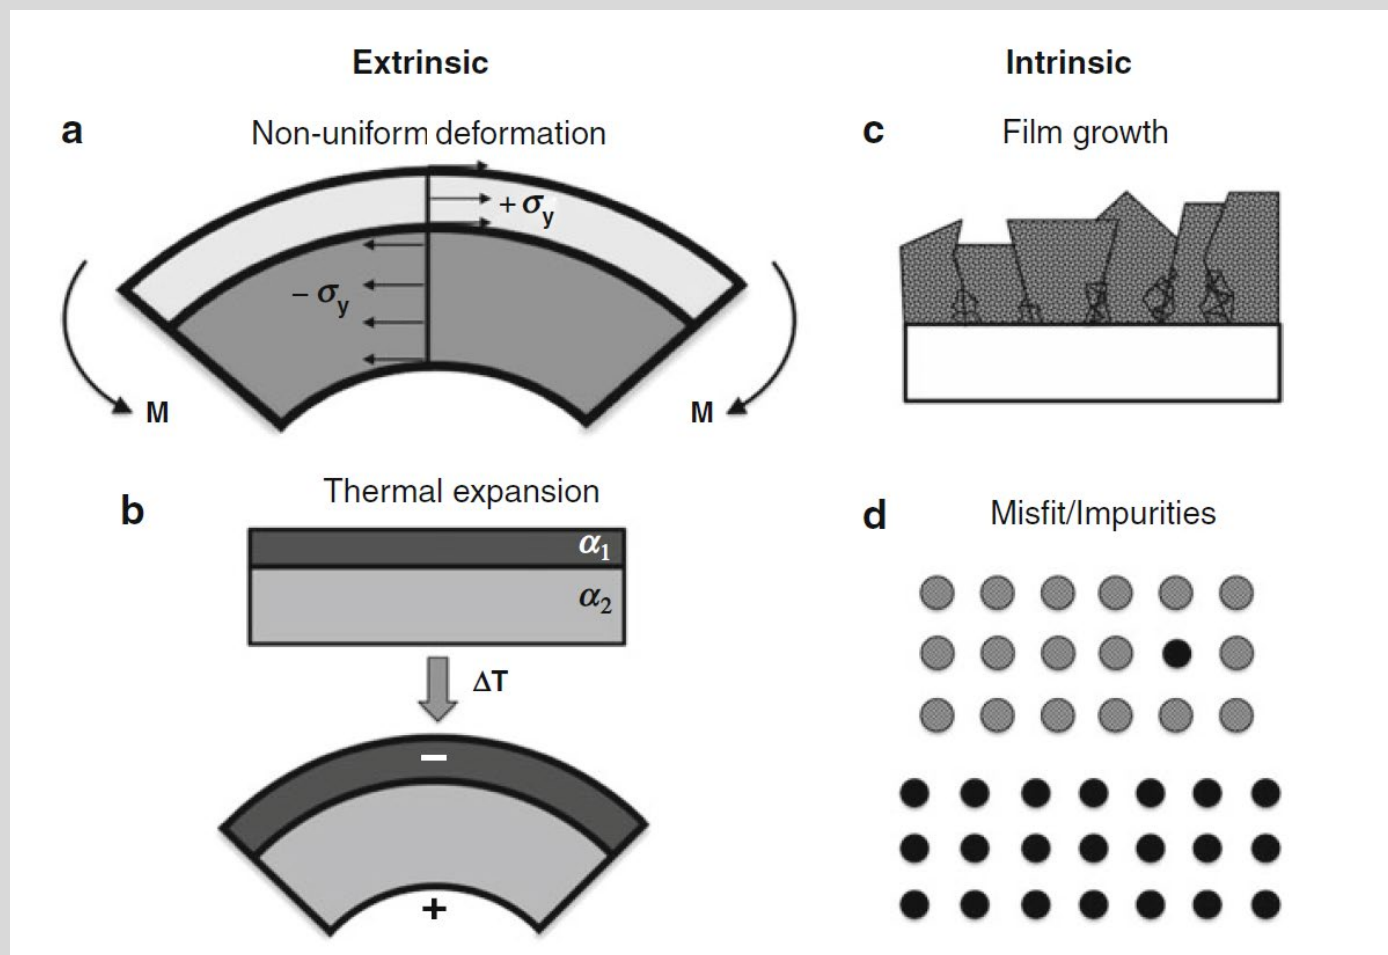 Extrinsic
Intrinsic
a
Non-uniform deformation
+ σy
− σy
M
M
c
Film growth
b
Thermal expansion
α1
α2
ΔT
−
+
d
Misfit/Impurities